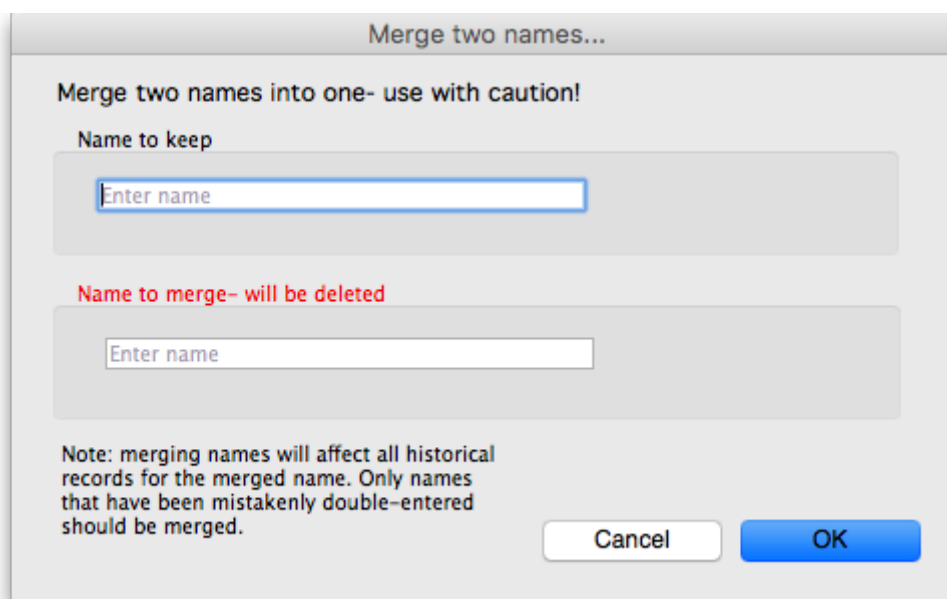 Merge two names...
Merge two names into one- use with caution!
Name to keep
Enter name
Name to merge– will be deleted
Enter name
Note: merging names will affect all historical
records for the merged name. Only names
that have been mistakenly double–entered
should be merged.
Cancel
OK